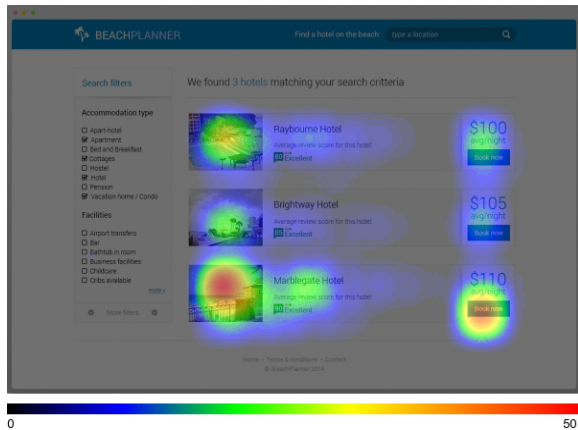 BEACHPLANNER
Find a hotel on the beach
type a location
Search filters
We found 3 hotels matching your search critteria
Accommodation type
Apart-hotel
Apartment
Bed and Breakfast
Cottages
Hostel
Hotel
Pension
Vacation home / Condo
Facilities
Airport transfers
Bar
Bathtub in room
Business facilities
Childcare
Cribs available
more
More filters
Raybourne Hotel
Average review score for this hotel:
Excellent
$100
avg/night
Book now
Brightway Hotel
Average review score for this hotel:
Excellent
$105
avg/night
Book now
Marblegate Hotel
Average review score for this hotel:
Excellent
$110
avg/night
Book now
Home • Terms & conditions • Contact
© BeachPlanner 2014
0 50